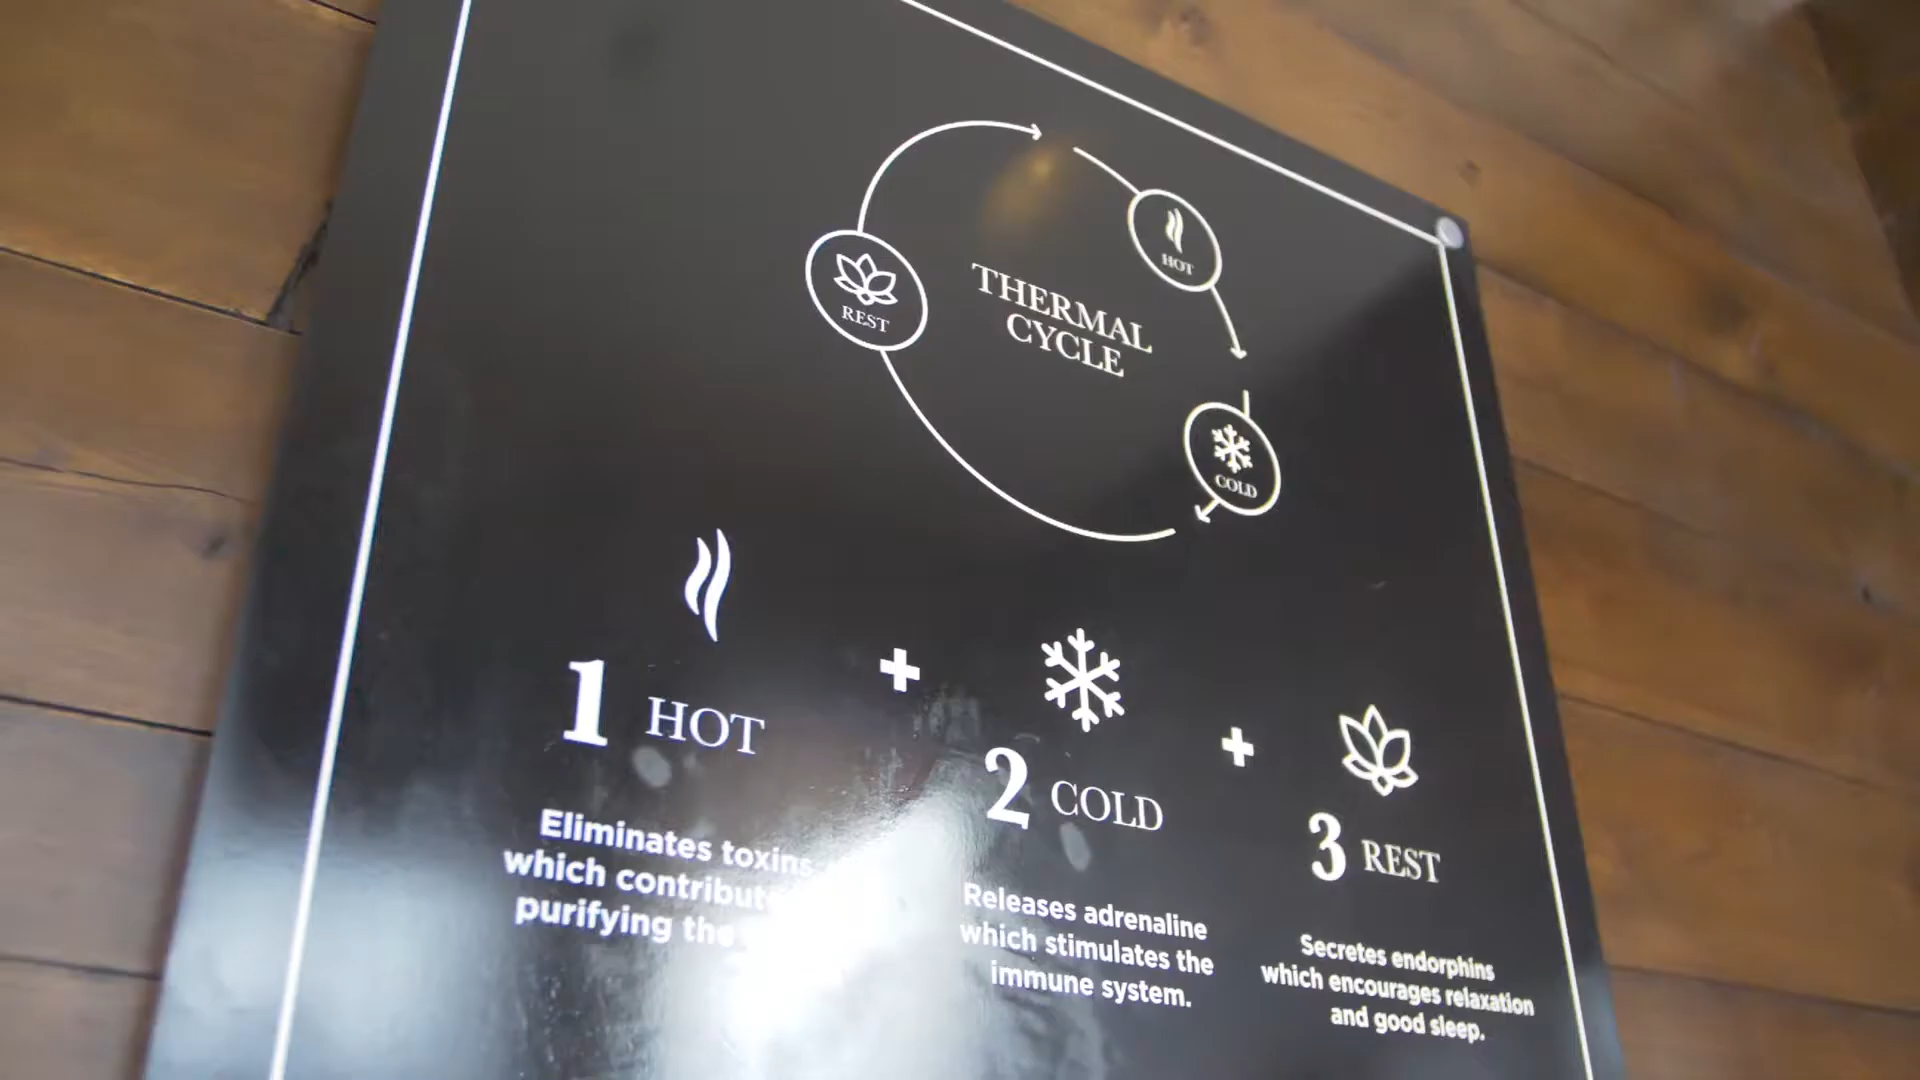 HOT
REST
THERMAL
CYCLE
COLD
1 HOT
+
2 COLD
+
3 REST
Eliminates toxins
which contribut
purifying the
Releases adrenaline
which stimulates the
immune system.
Secretes endorphins
which encourages relaxation
and good sleep.